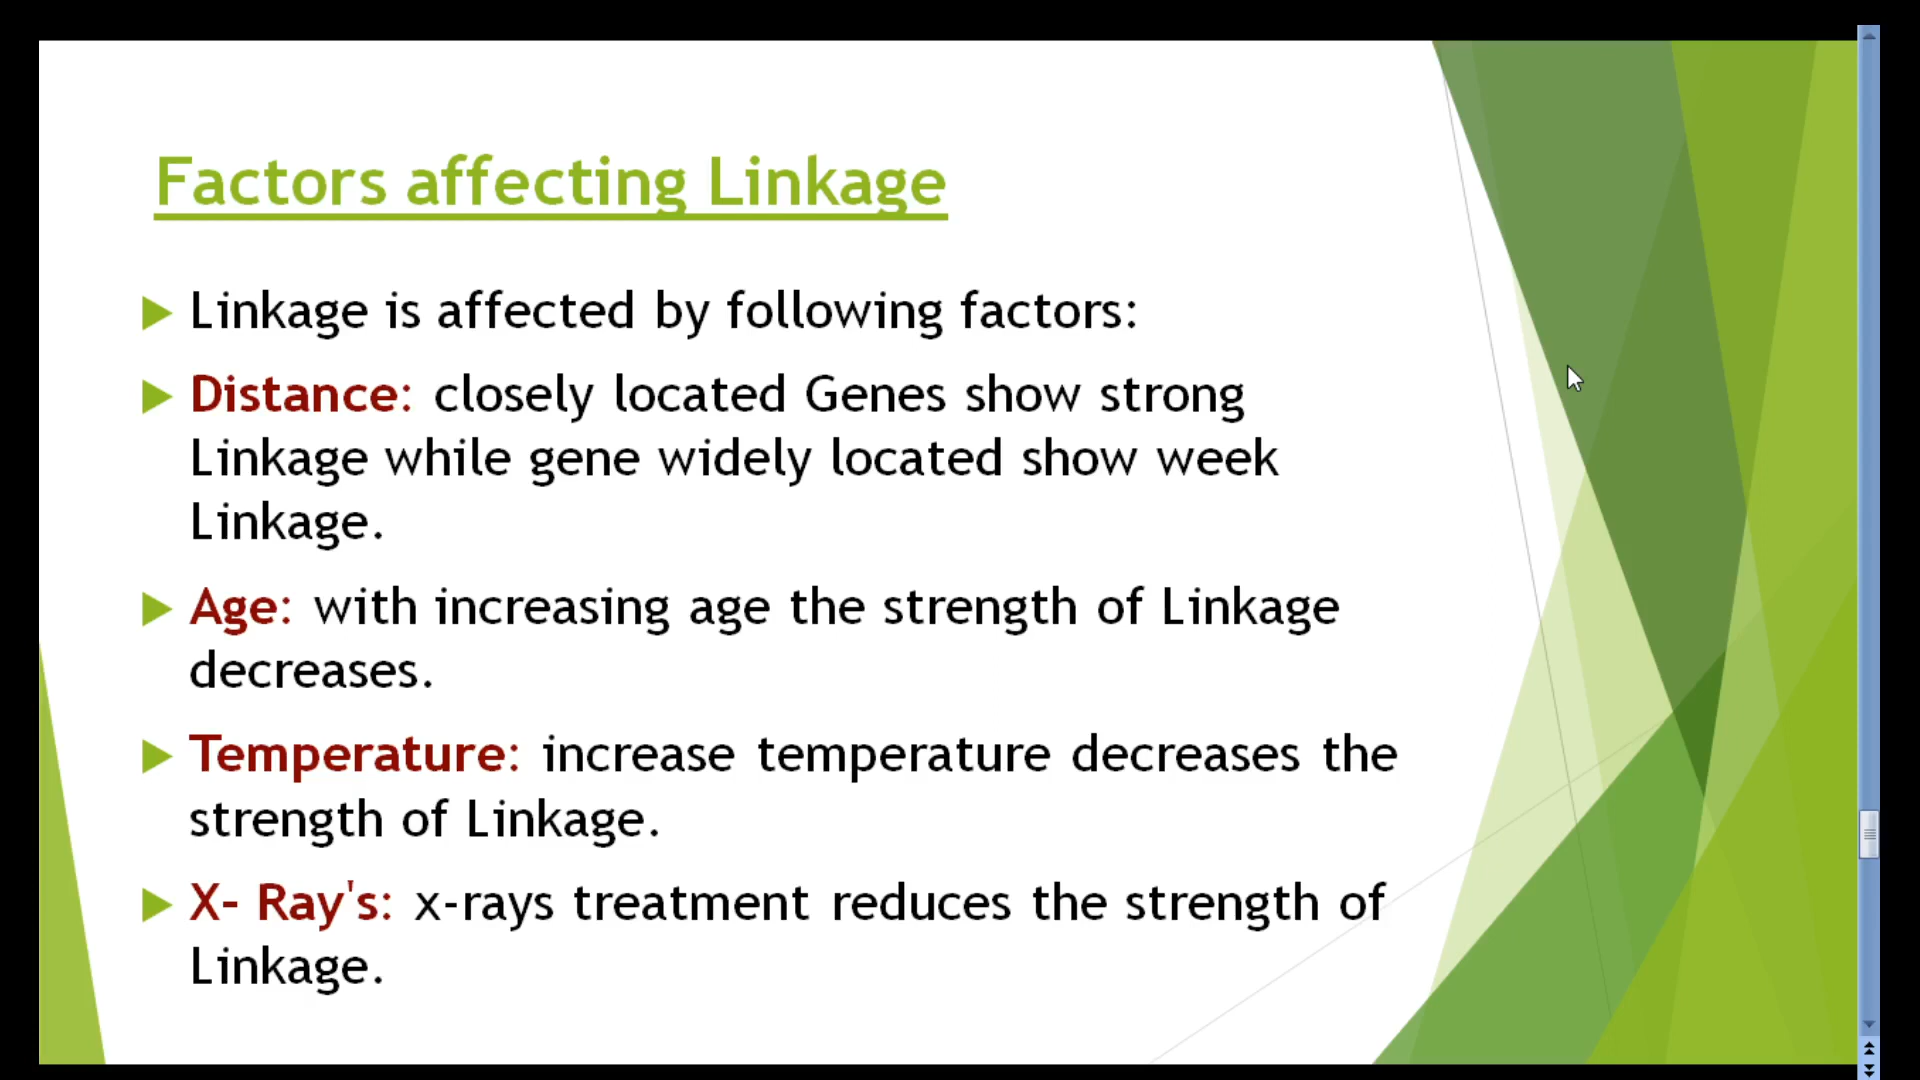 Factors affecting Linkage
Linkage is affected by following factors:
Distance: closely located Genes show strong
Linkage while gene widely located show week
Linkage.
Age: with increasing age the strength of Linkage
decreases.
Temperature: increase temperature decreases the
strength of Linkage.
X- Ray's: x-rays treatment reduces the strength of
Linkage.